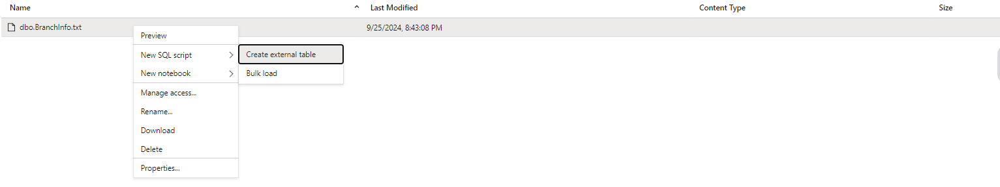 Name Last Modified Content Type Size
dbo.BranchInfo.txt 9/25/2024, 8:43:08 PM
Preview
New SQL script Create external table
New notebook Bulk load
Manage access...
Rename...
Download
Delete
Properties...